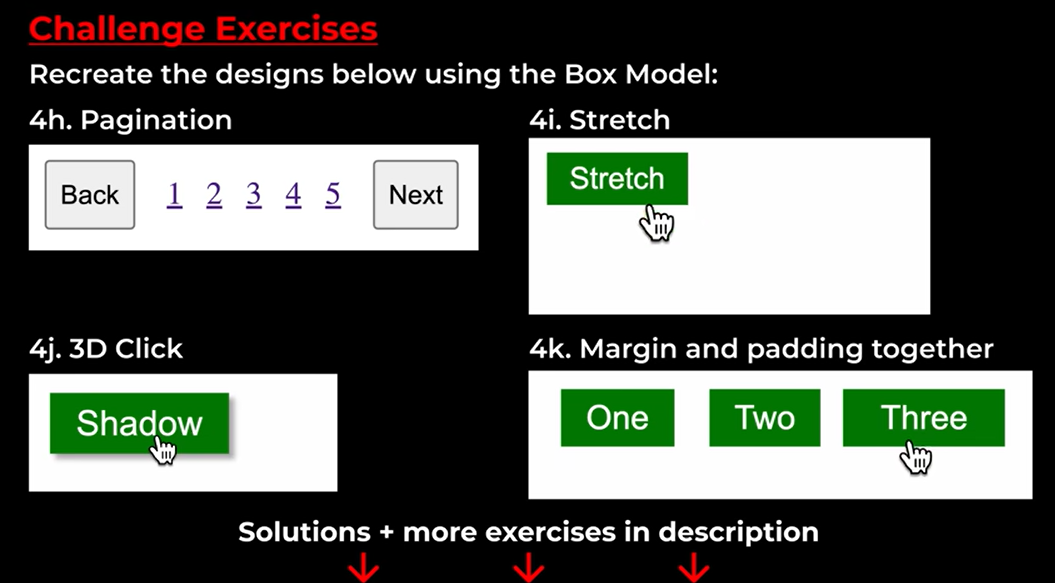 Challenge Exercises
Recreate the designs below using the Box Model:
4h. Pagination
Back 1 2 3 4 5 Next
4i. Stretch
Stretch
4j. 3D Click
Shadow
4k. Margin and padding together
One Two Three
Solutions + more exercises in description